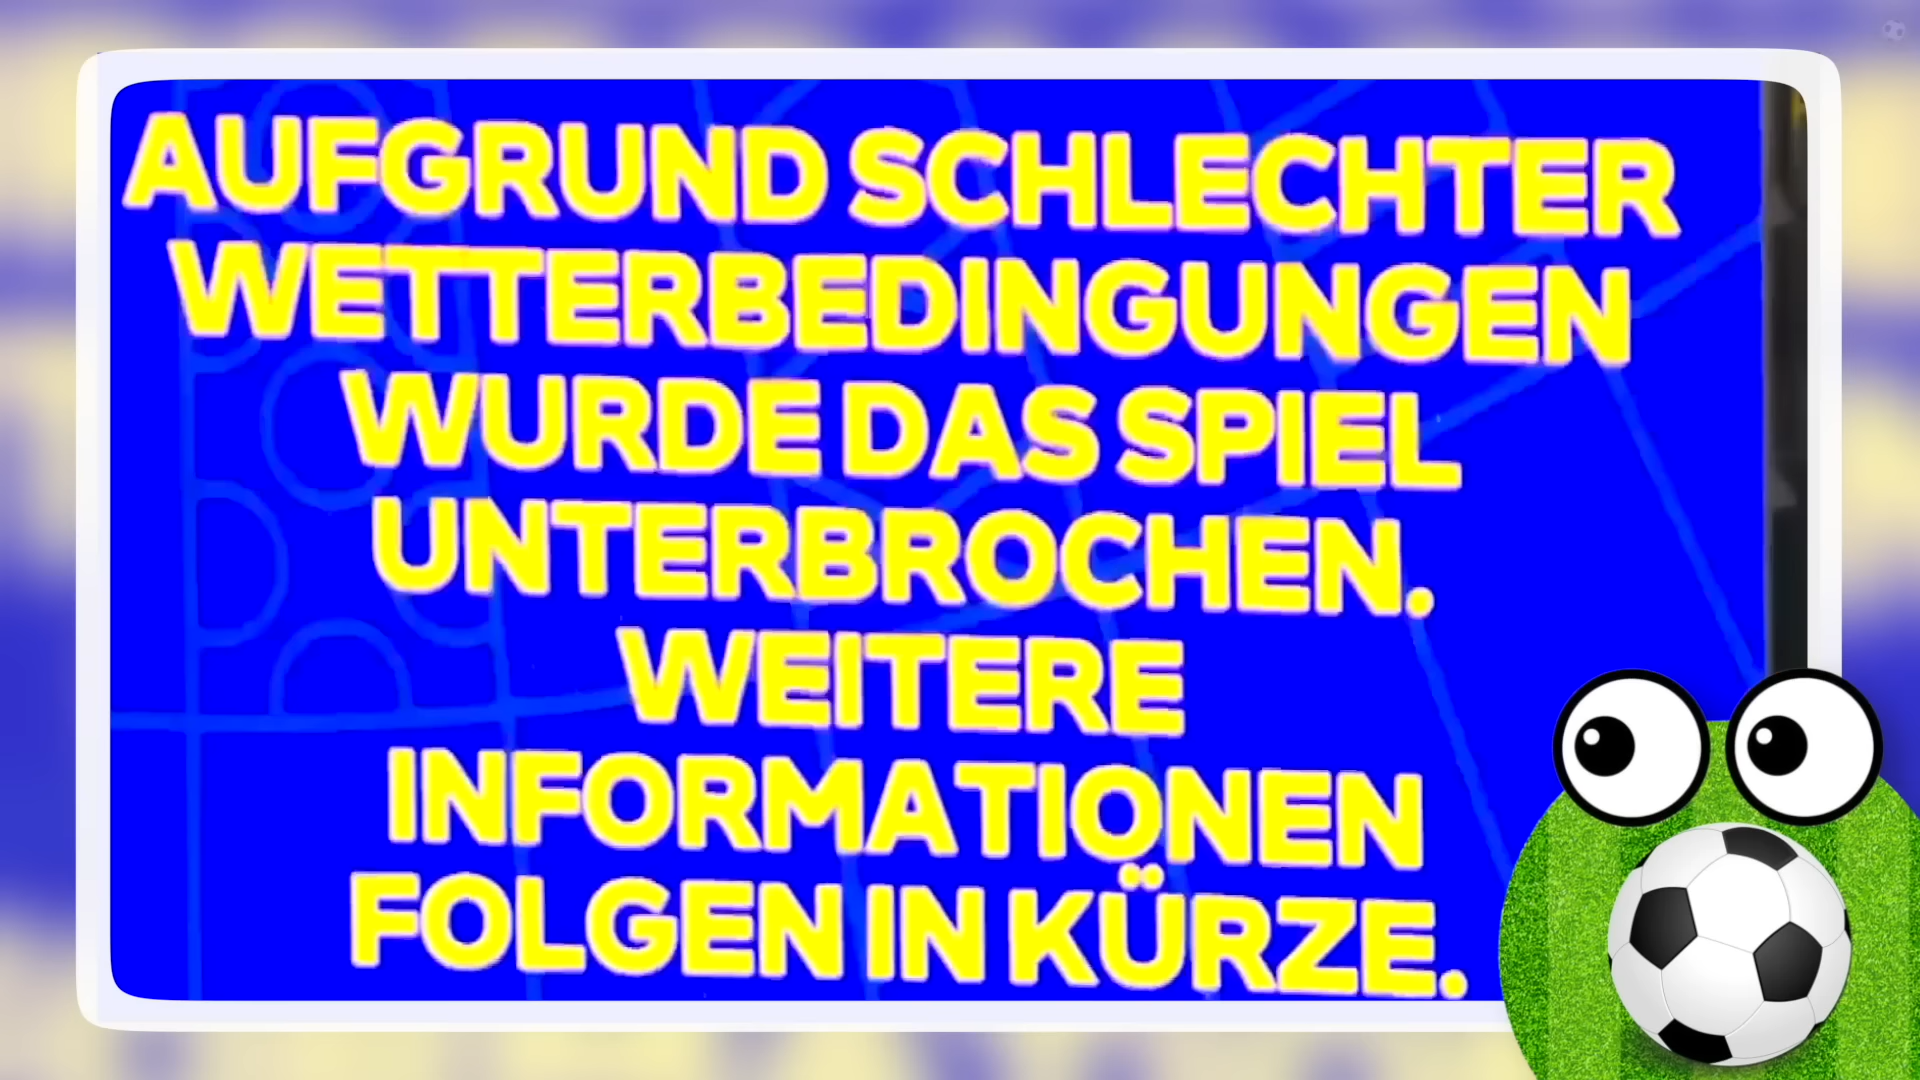 AUFGRUND SCHLECHTER
WETTERBEDINGUNGEN
WURDE DAS SPIEL
UNTERBROCHEN.
WEITERE
INFORMATIONEN
FOLGEN IN KÜRZE.